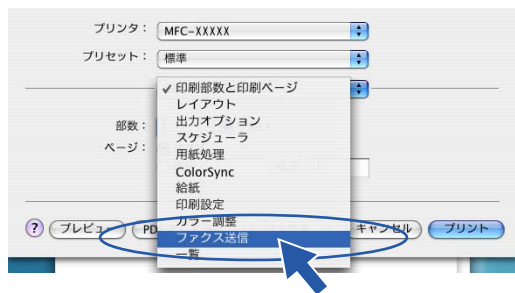 プリンタ： MFC-XXXXX
プリセット： 標準
✓ 印刷部数と印刷ページ
レイアウト
部数： 出力オプション
スケジューラ
ページ： 用紙処理
ColorSync
給紙
印刷設定
カラー調整
? プレビュー PD キャンセル プリント
ファクス送信
一覧